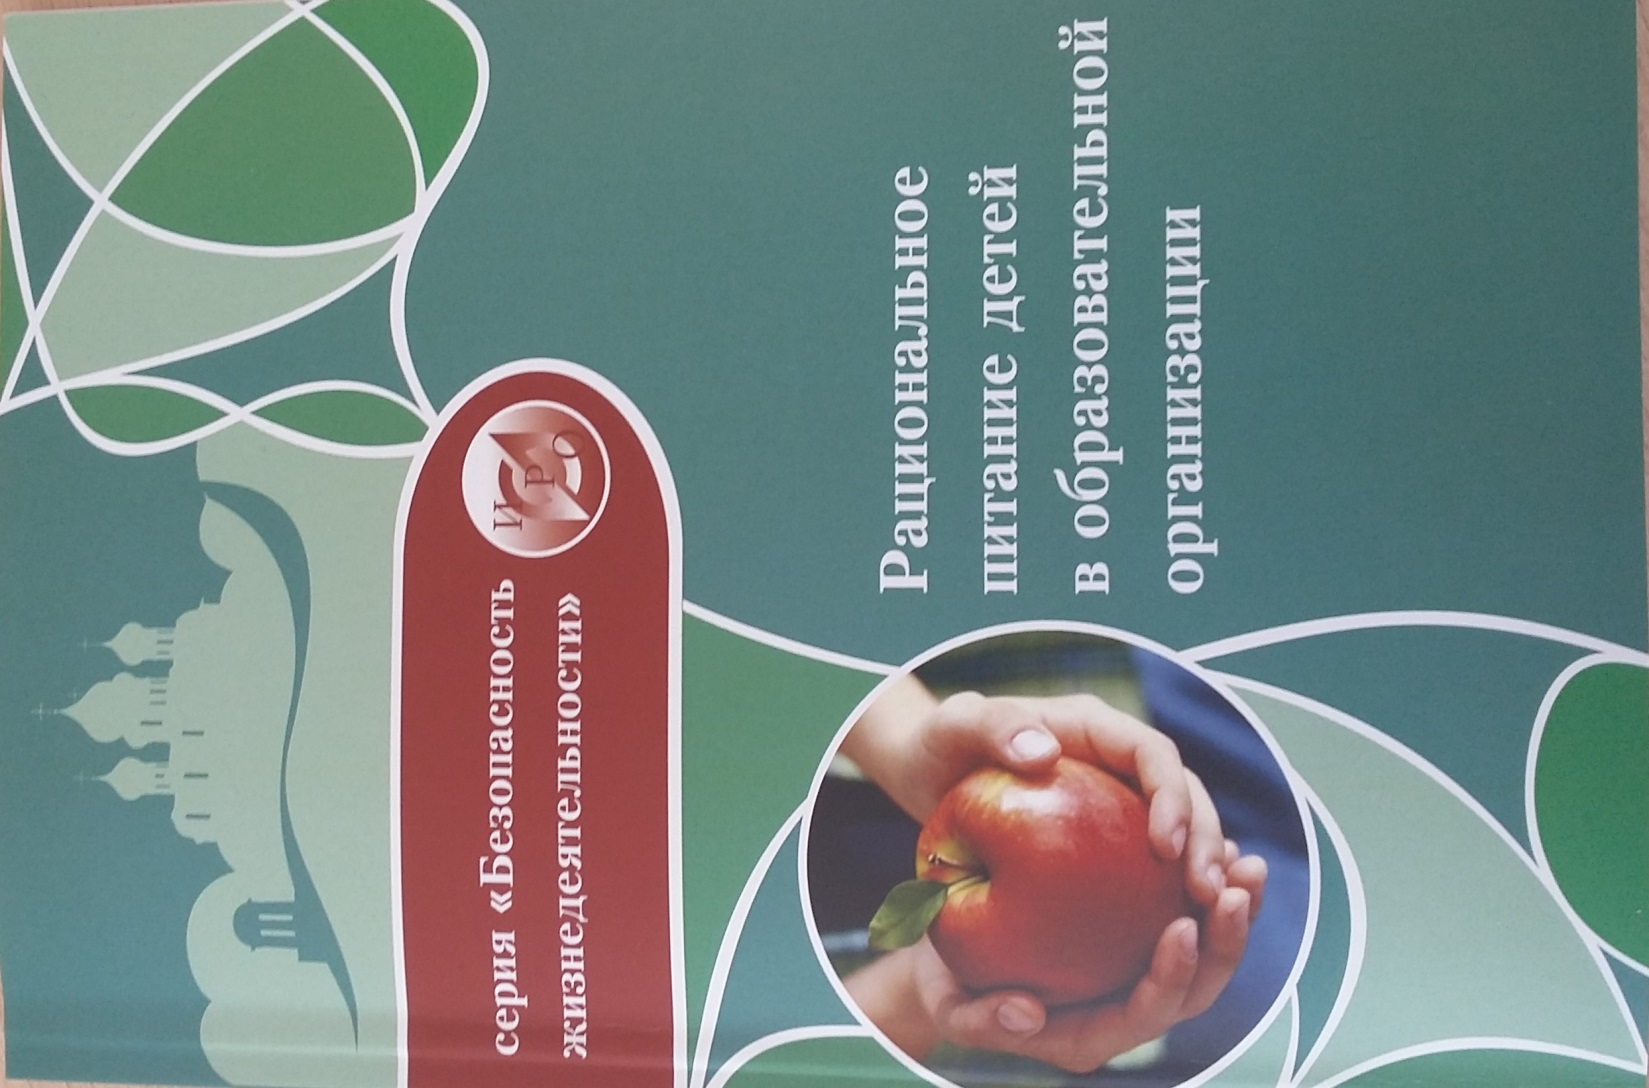 серия «Безопасность
жизнедеятельности»
И
Р
О
Рациональное
питание детей
в образовательной
организации